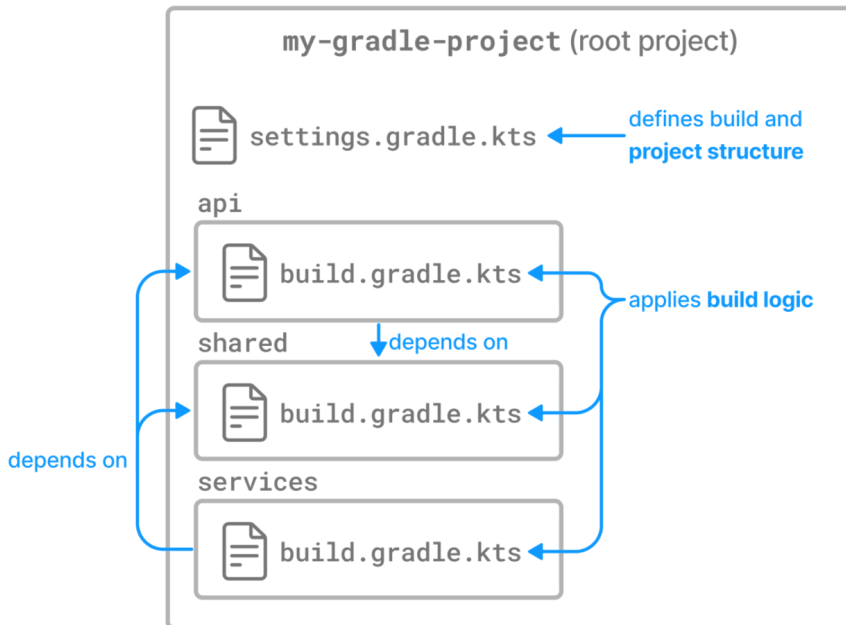 my-gradle-project (root project)
settings.gradle.kts
defines build and
project structure
api
build.gradle.kts
applies build logic
depends on
shared
build.gradle.kts
depends on
services
build.gradle.kts